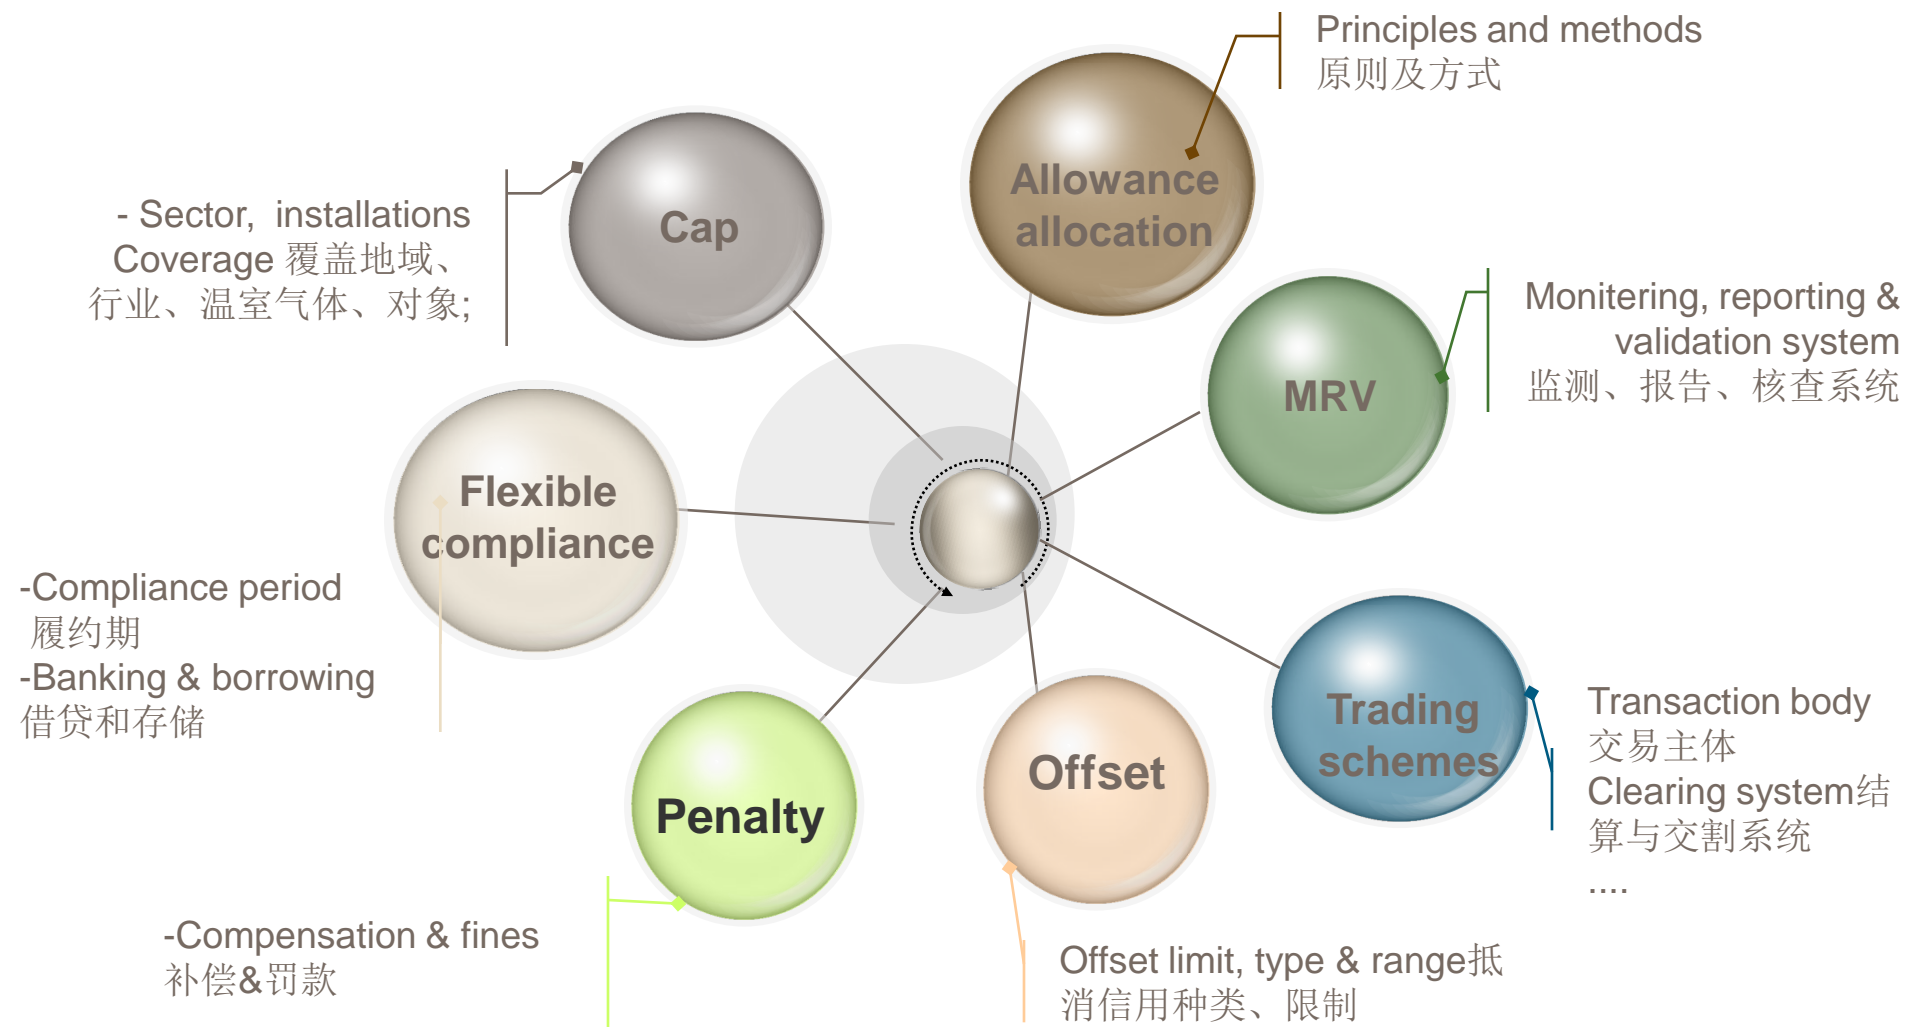 Principles and methods
原则及方式
Allowance
allocation
Cap
- Sector, installations
Coverage 覆盖地域、
行业、温室气体、对象;
Monitering, reporting &
validation system
监测、报告、核查系统
MRV
Flexible
compliance
-Compliance period
履约期
-Banking & borrowing
借贷和存储
Trading
schemes
Transaction body
交易主体
Clearing system结
算与交割系统
....
Offset
Offset limit, type & range抵
消信用种类、限制
Penalty
-Compensation & fines
补偿&罚款